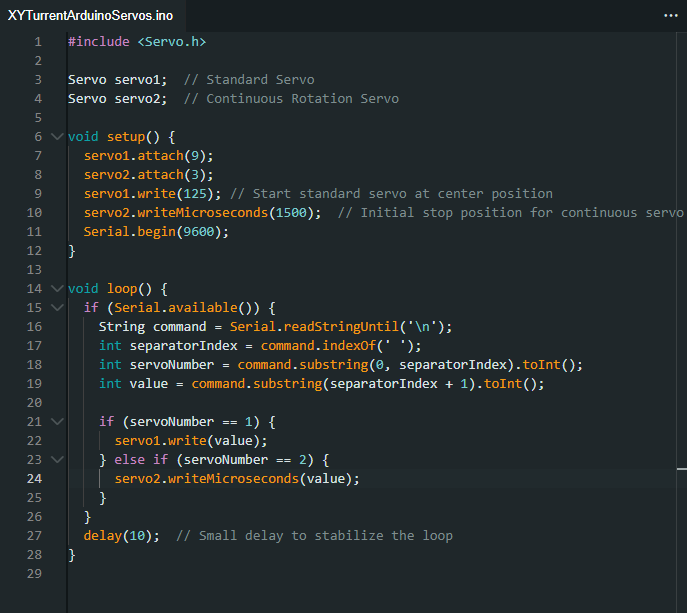 XYTurrentArduinoServos.ino
1 #include <Servo.h>
2
3 Servo servo1;  // Standard Servo
4 Servo servo2;  // Continuous Rotation Servo
5
6 void setup() {
7   servo1.attach(9);
8   servo2.attach(3);
9   servo1.write(125); // Start standard servo at center position
10   servo2.writeMicroseconds(1500);  // Initial stop position for continuous servo
11   Serial.begin(9600);
12 }
13
14 void loop() {
15   if (Serial.available()) {
16     String command = Serial.readStringUntil('\n');
17     int separatorIndex = command.indexOf(' ');
18     int servoNumber = command.substring(0, separatorIndex).toInt();
19     int value = command.substring(separatorIndex + 1).toInt();
20
21     if (servoNumber == 1) {
22       servo1.write(value);
23     } else if (servoNumber == 2) {
24       servo2.writeMicroseconds(value);
25     }
26   }
27   delay(10);  // Small delay to stabilize the loop
28 }
29